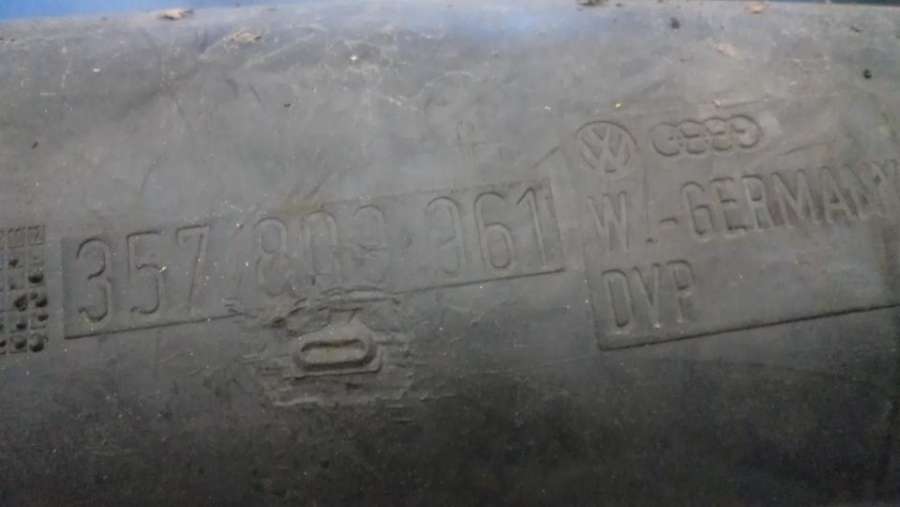 357 809 961
W.-GERMANY
DVP